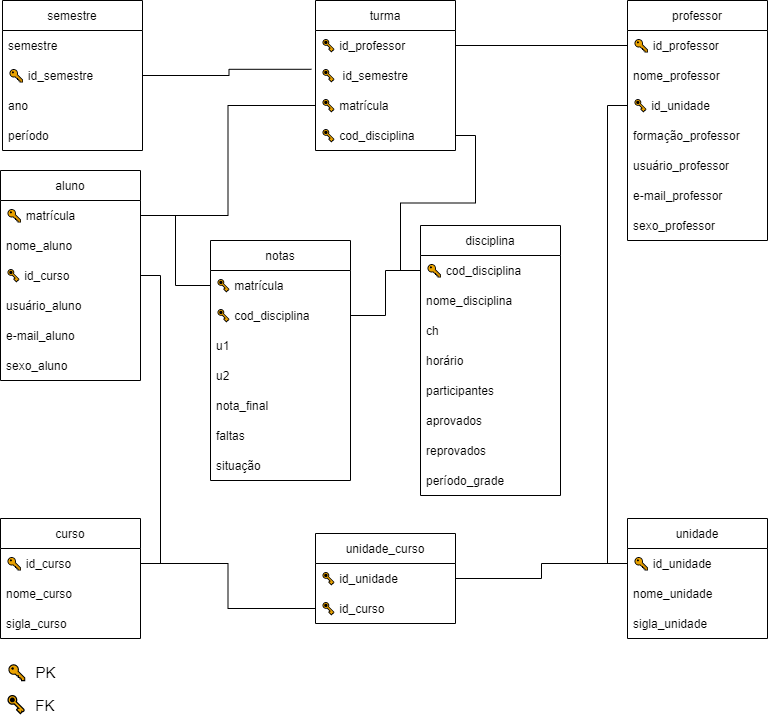 semestre
semestre
id_semestre
ano
período
turma
id_professor
id_semestre
matrícula
cod_disciplina
professor
id_professor
nome_professor
id_unidade
formação_professor
usuário_professor
e-mail_professor
sexo_professor
aluno
matrícula
nome_aluno
id_curso
usuário_aluno
e-mail_aluno
sexo_aluno
notas
matrícula
cod_disciplina
u1
u2
nota_final
faltas
situação
disciplina
cod_disciplina
nome_disciplina
ch
horário
participantes
aprovados
reprovados
período_grade
curso
id_curso
nome_curso
sigla_curso
unidade_curso
id_unidade
id_curso
unidade
id_unidade
nome_unidade
sigla_unidade
PK
FK